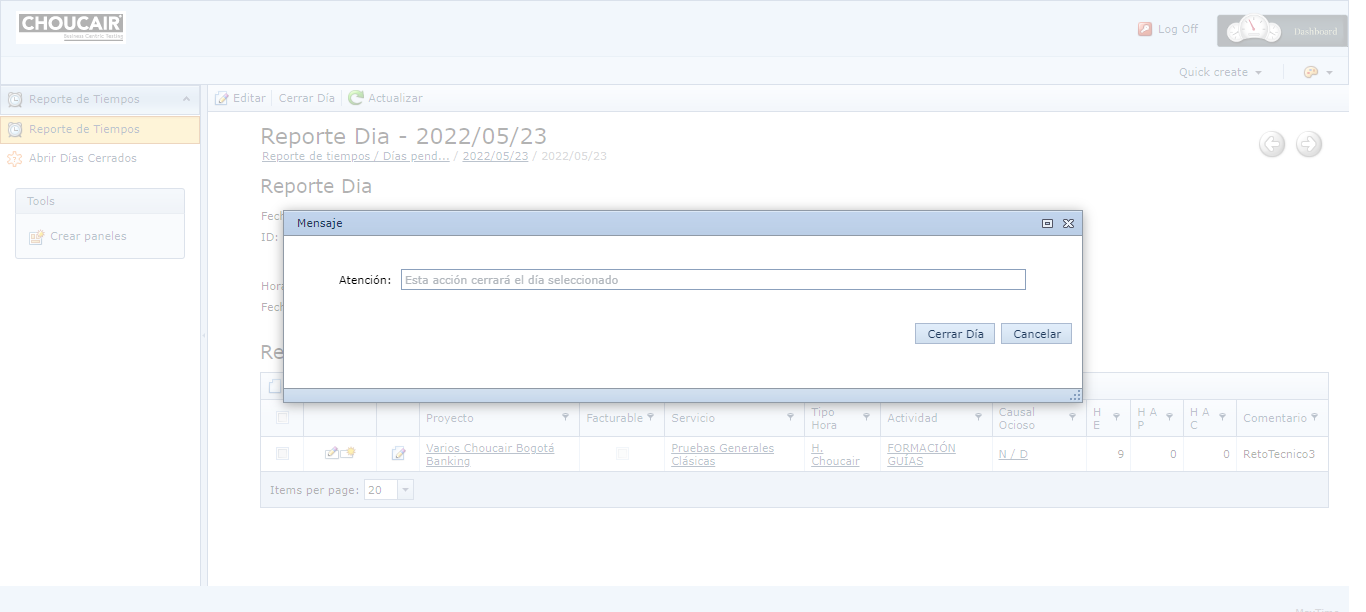 CHOUCAIR
Business Centric Testing
Log Off
Dashboard
Quick create
Reporte de Tiempos
Reporte de Tiempos
Abrir Días Cerrados
Tools
Crear paneles
Editar Cerrar Día Actualizar
Reporte Dia - 2022/05/23
Reporte de tiempos / Días pend... / 2022/05/23 / 2022/05/23
Reporte Dia
Fech
ID:
Mensaje
Atención: Esta acción cerrará el día seleccionado
Cerrar Día Cancelar
Hora
Fech
Re
Proyecto Facturable Servicio Tipo Hora Actividad Causal Ocioso H E H A P H A C Comentario
Varios Choucair Bogotá Banking Pruebas Generales Clásicas H. Choucair FORMACIÓN GUÍAS N / D 9 0 0 RetoTecnico3
Items per page: 20